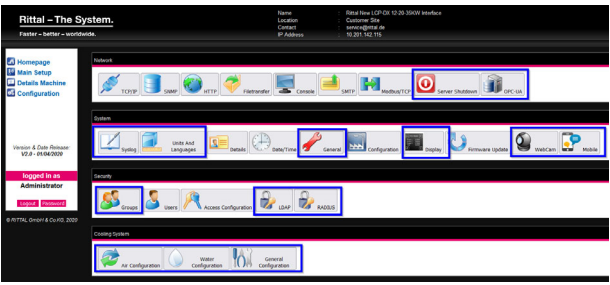 Rittal – The System.
Faster – better – worldwide.
Name Rittal New LCP DX 12-20-35KW Interface
Location Customer Site
Contact service@rittal.de
IP Address 10.201.142.115
Homepage
Main Setup
Details Machine
Configuration
Version & Date Release:
V2.0 - 01/04/2020
logged in as
Administrator
Logout Password
© RITTAL GmbH & Co.KG, 2020
Network
TCP/IP SNMP HTTP Filetransfer Console SMTP Modbus/TCP Server Shutdown OPC-UA
System
Syslog Units And Languages Details Date/Time General Configuration Display Firmware Update WebCam Mobile
Security
Groups Users Access Configuration LDAP RADIUS
Cooling System
Air Configuration Water Configuration General Configuration